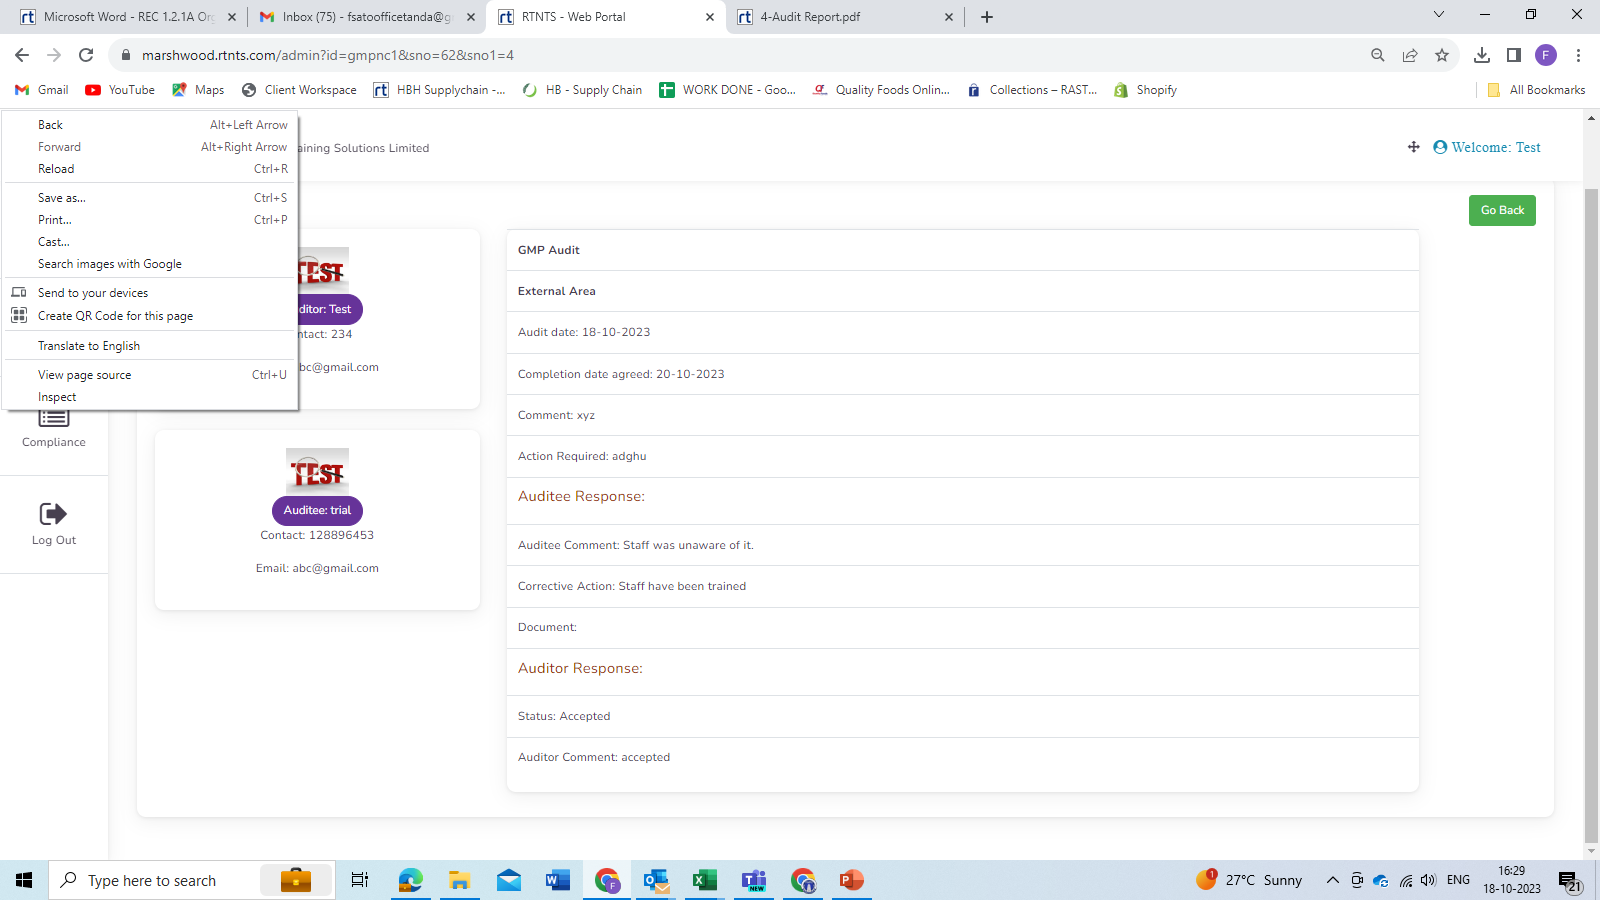 Microsoft Word - REC 1.2.1A Or
Inbox (75) - fsatoofficetanda@g
RTNTS - Web Portal
4-Audit Report.pdf
marshwood.rtnts.com/admin?id=gmpnc1&sno=62&sno1=4
F
Gmail
YouTube
Maps
Client Workspace
HBH Supplychain -...
HB - Supply Chain
WORK DONE - Goo...
Quality Foods Onlin...
Collections – RAST...
Shopify
All Bookmarks
Back Alt+Left Arrow
Forward Alt+Right Arrow
Reload Ctrl+R
Save as... Ctrl+S
Print... Ctrl+P
Cast...
Search images with Google
Send to your devices
Create QR Code for this page
Translate to English
View page source Ctrl+U
Inspect
aining Solutions Limited
Welcome: Test
Go Back
TEST
ditor: Test
ntact: 234
bc@gmail.com
Compliance
Log Out
TEST
Auditee: trial
Contact: 128896453
Email: abc@gmail.com
GMP Audit
External Area
Audit date: 18-10-2023
Completion date agreed: 20-10-2023
Comment: xyz
Action Required: adghu
Auditee Response:
Auditee Comment: Staff was unaware of it.
Corrective Action: Staff have been trained
Document:
Auditor Response:
Status: Accepted
Auditor Comment: accepted
Type here to search
NEW
1
27°C Sunny
ENG
16:29
18-10-2023
21